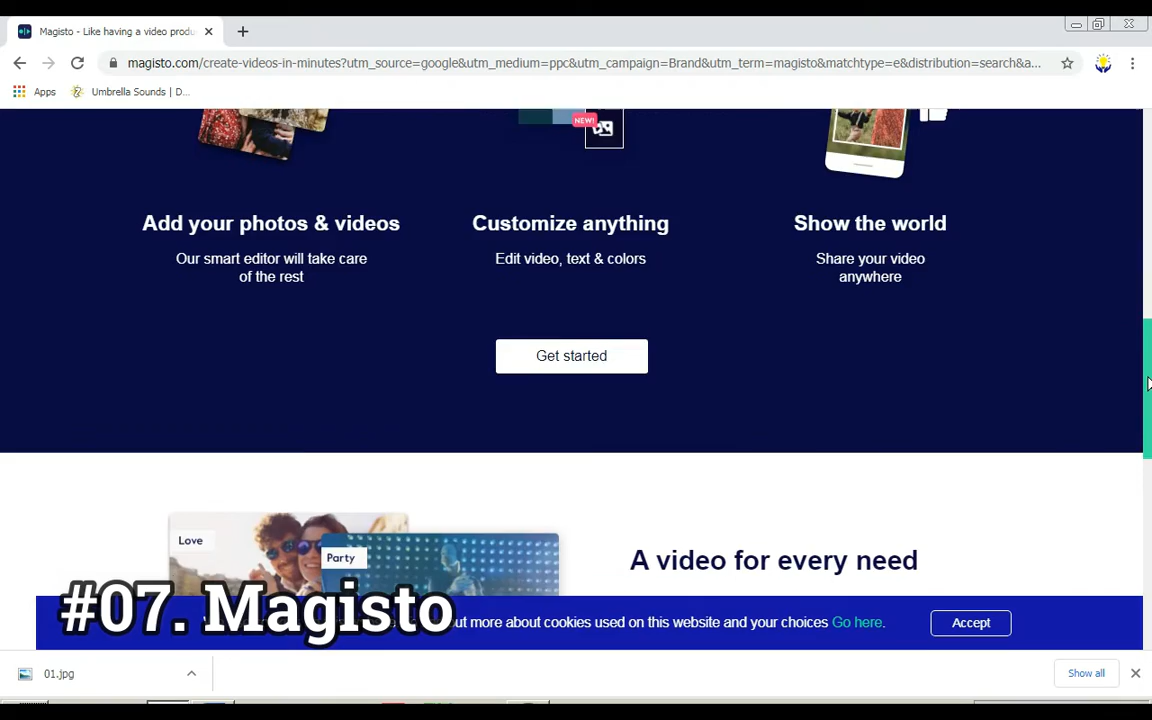 Magisto - Like having a video produ
magisto.com/create-videos-in-minutes?utm_source=google&utm_medium=ppc&utm_campaign=Brand&utm_term=magisto&matchtype=e&distribution=search&a...
Apps
Umbrella Sounds | D...
NEW!
Add your photos & videos
Our smart editor will take care
of the rest
Customize anything
Edit video, text & colors
Show the world
Share your video
anywhere
Get started
Love
Party
A video for every need
#07. Magisto
out more about cookies used on this website and your choices Go here.
Accept
01.jpg
Show all